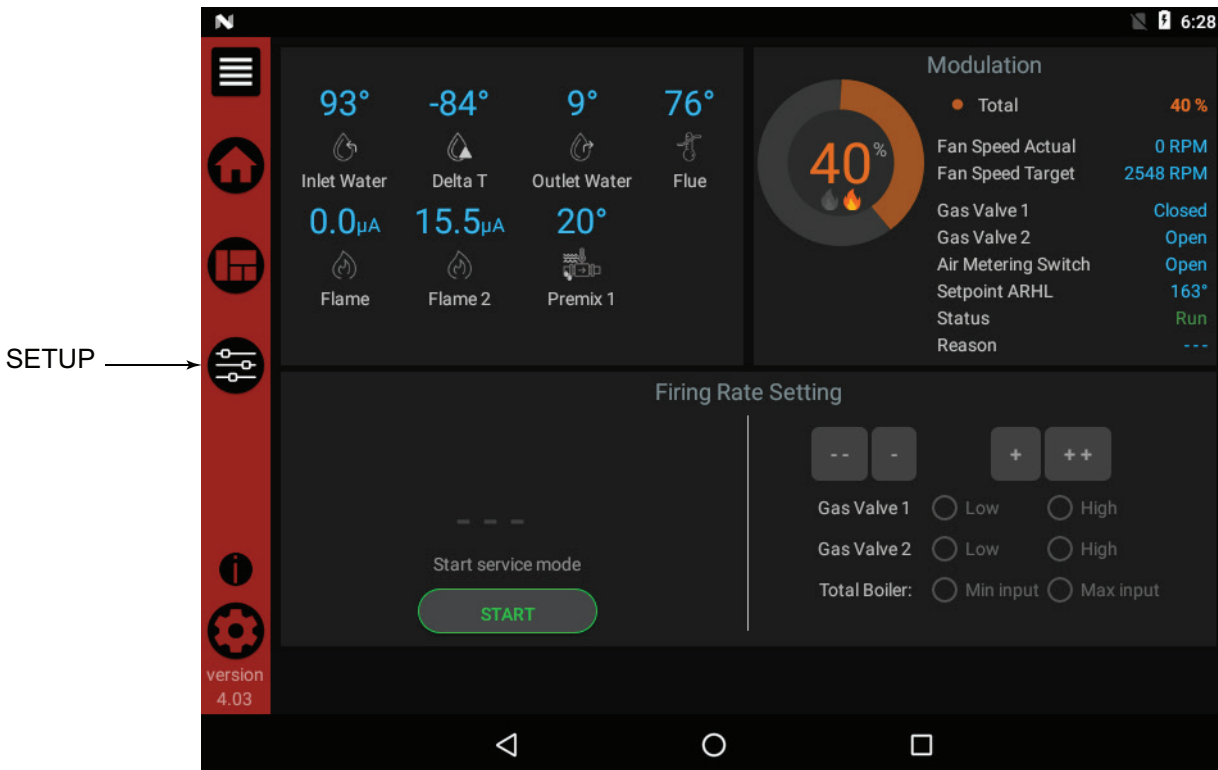 6:28
SETUP
93°
-84°
9°
76°
Inlet Water
Delta T
Outlet Water
Flue
0.0µA
15.5µA
20°
Flame
Flame 2
Premix 1
Modulation
40%
Total 40 %
Fan Speed Actual 0 RPM
Fan Speed Target 2548 RPM
Gas Valve 1 Closed
Gas Valve 2 Open
Air Metering Switch Open
Setpoint ARHL 163°
Status Run
Reason ---
Firing Rate Setting
---
Start service mode
START
-- - + ++
Gas Valve 1 Low High
Gas Valve 2 Low High
Total Boiler: Min input Max input
version
4.03